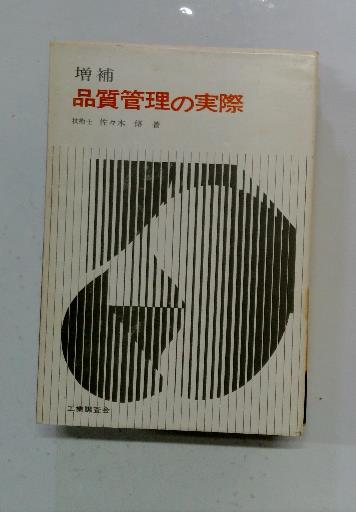 増補
品質管理の実際
技術士 佐々木 脩 著
工業調査会